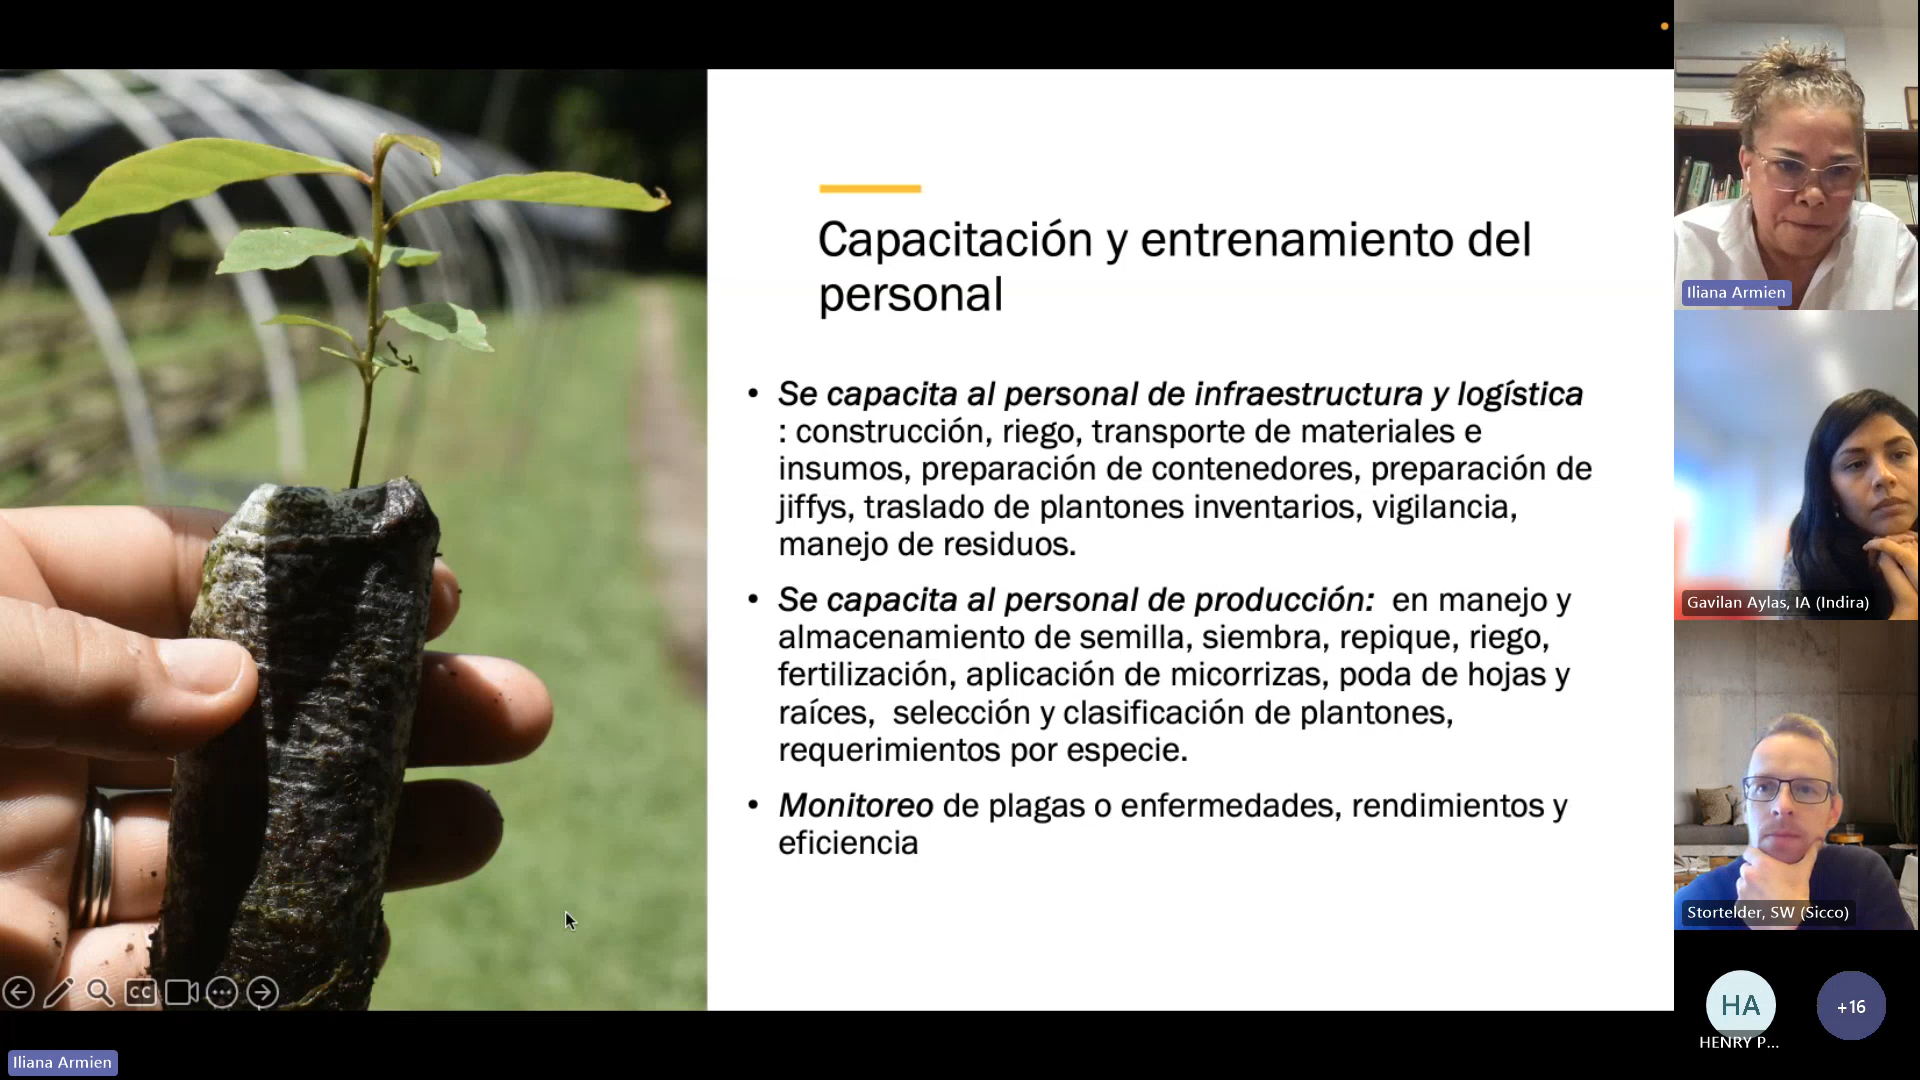 Capacitación y entrenamiento del
personal
• Se capacita al personal de infraestructura y logística
: construcción, riego, transporte de materiales e
insumos, preparación de contenedores, preparación de
jiffys, traslado de plantones inventarios, vigilancia,
manejo de residuos.
• Se capacita al personal de producción:  en manejo y
almacenamiento de semilla, siembra, repique, riego,
fertilización, aplicación de micorrizas, poda de hojas y
raíces,  selección y clasificación de plantones,
requerimientos por especie.
• Monitoreo de plagas o enfermedades, rendimientos y
eficiencia
CC
Iliana Armien
Iliana Armien
Gavilan Aylas, IA (Indira)
Stortelder, SW (Sicco)
HA
HENRY P...
+16